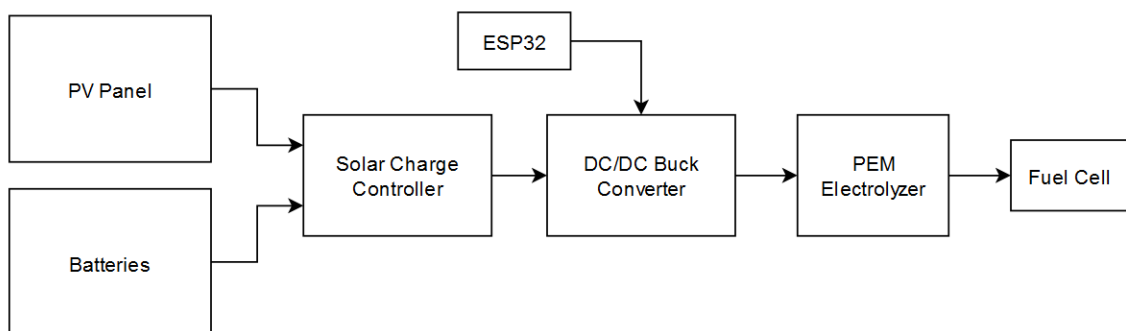 PV Panel
ESP32
Solar Charge
Controller
DC/DC Buck
Converter
PEM
Electrolyzer
Fuel Cell
Batteries